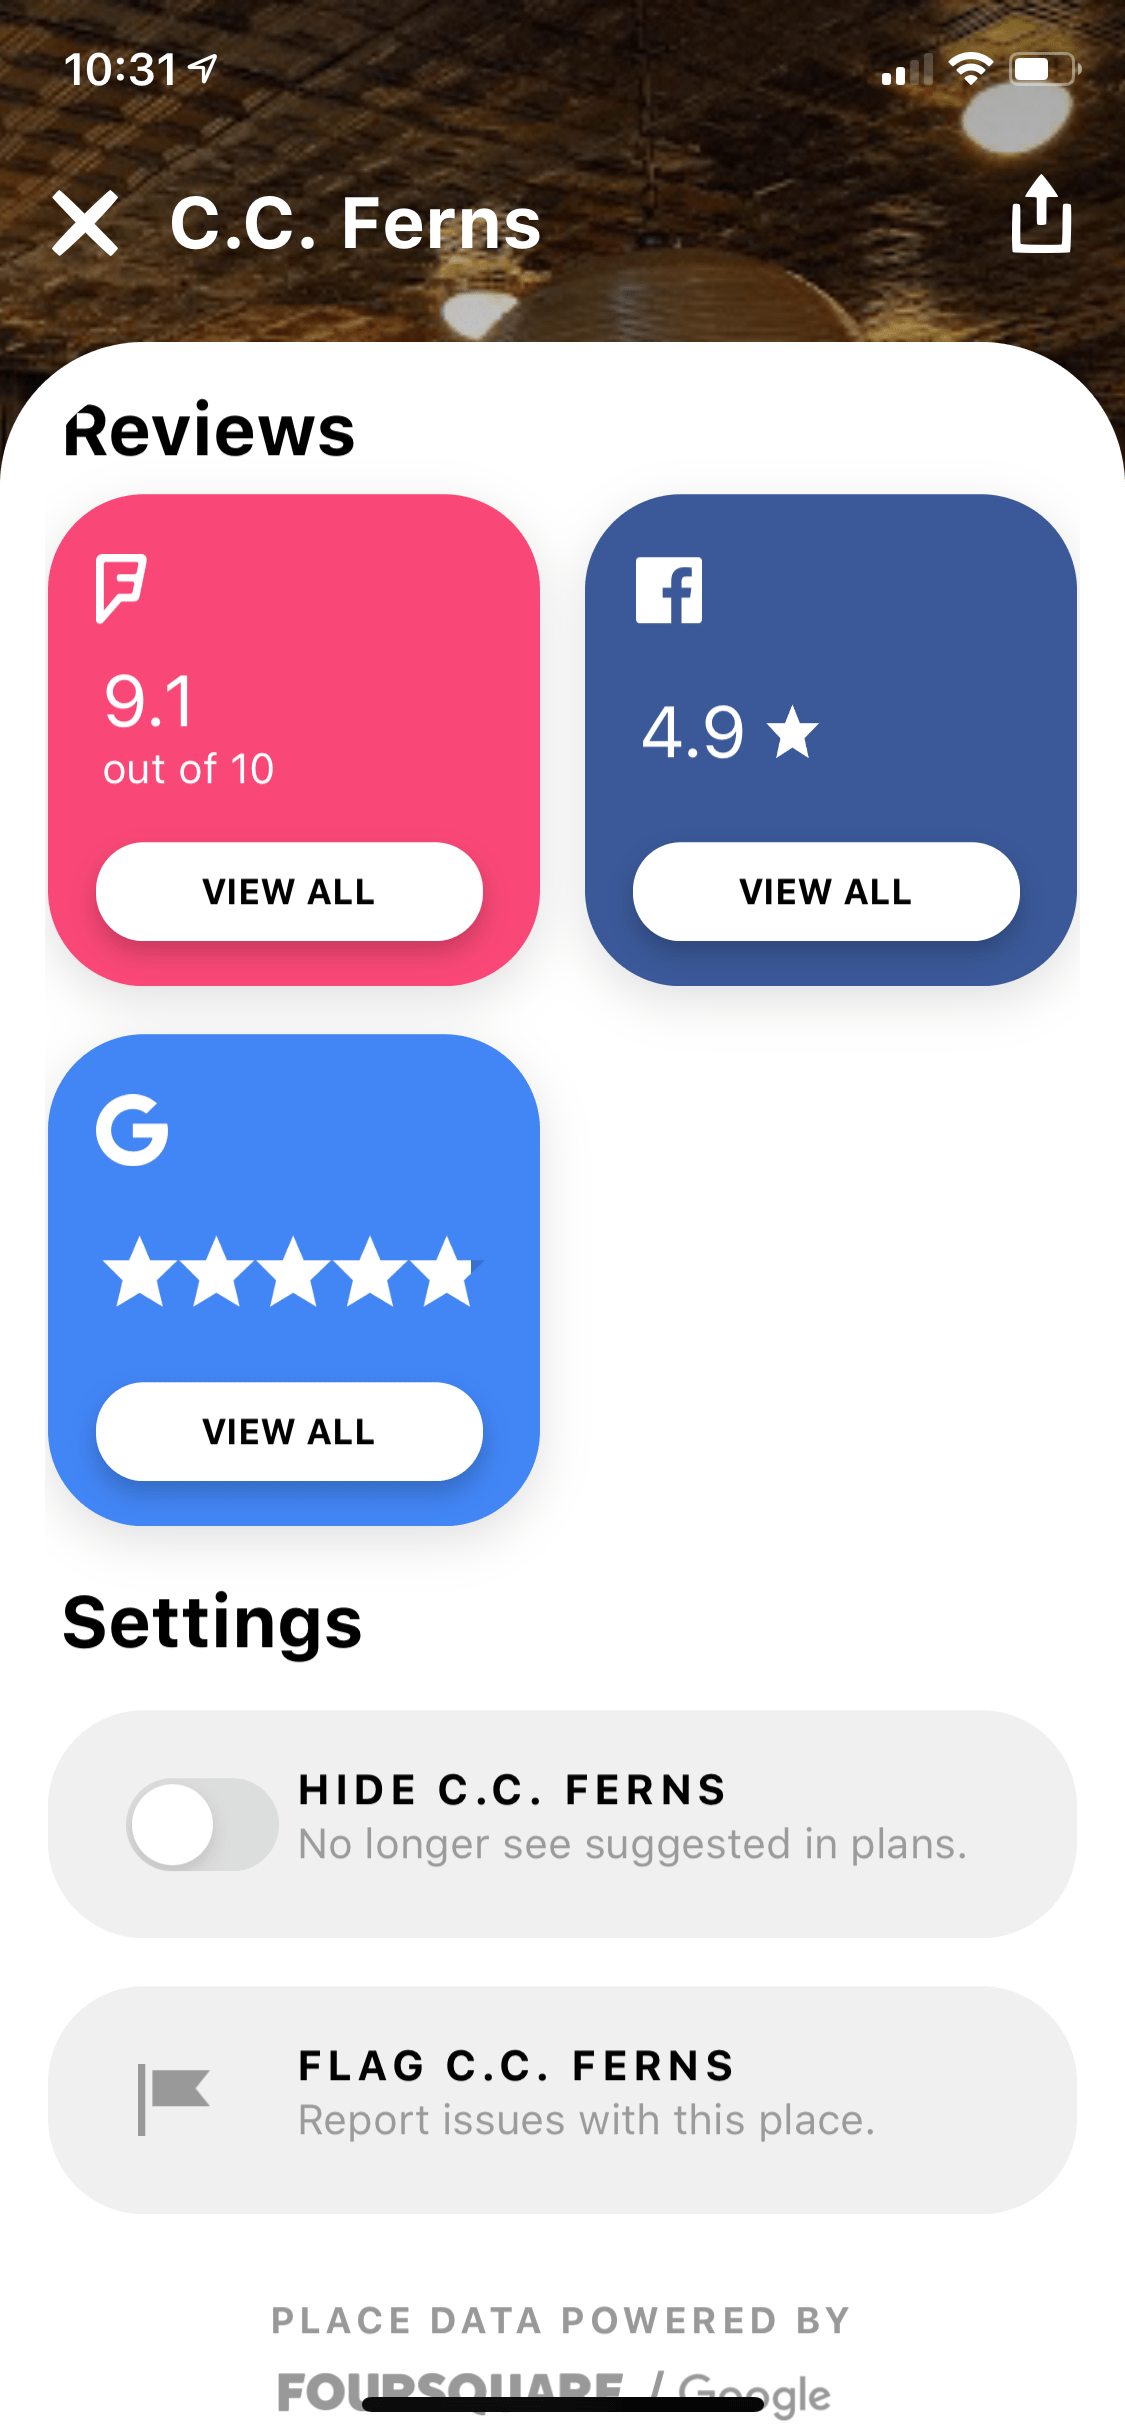 10:31
C.C. Ferns
Reviews
9.1
out of 10
VIEW ALL
4.9
VIEW ALL
VIEW ALL
Settings
HIDE C.C. FERNS
No longer see suggested in plans.
FLAG C.C. FERNS
Report issues with this place.
PLACE DATA POWERED BY
FOURSQUARE / Google